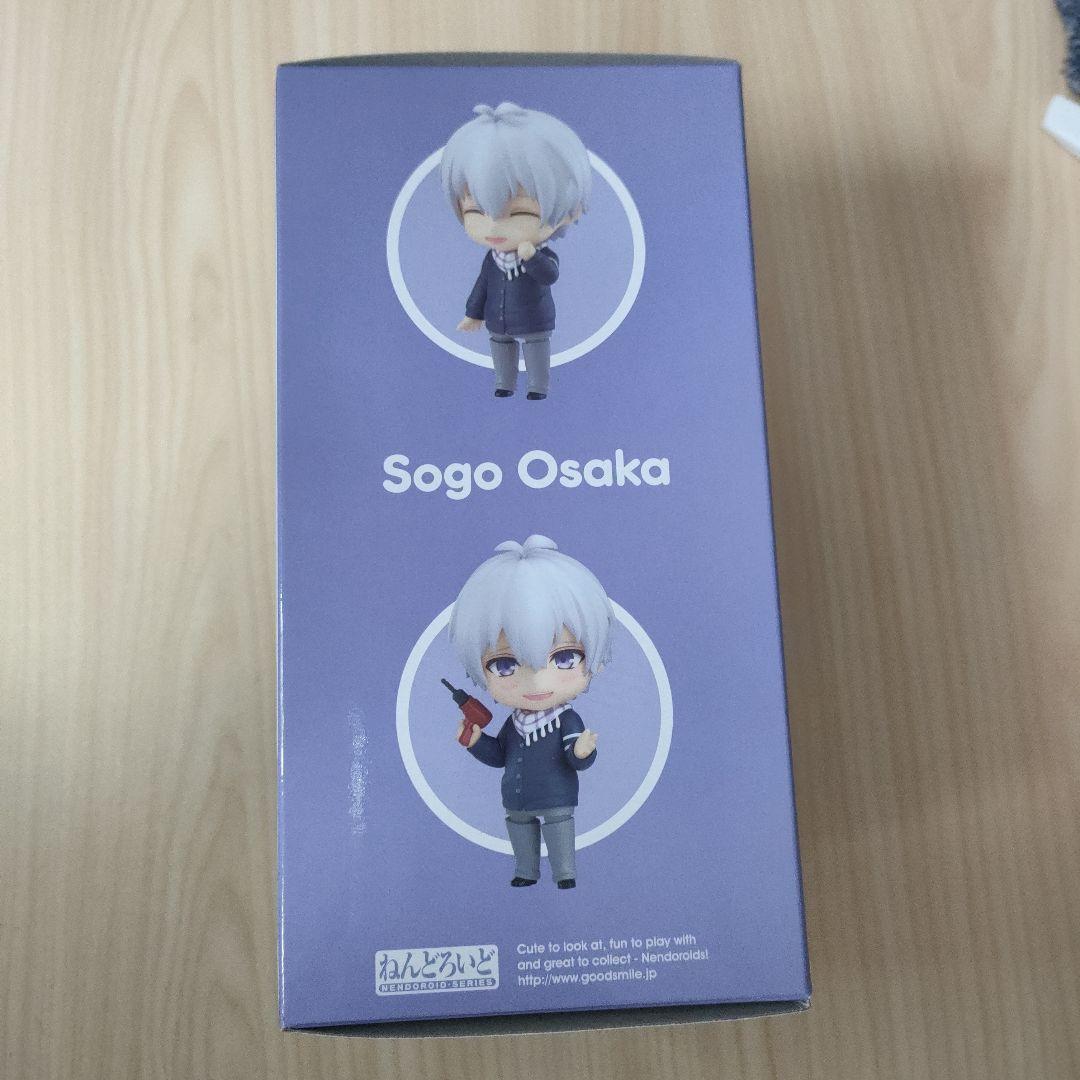 Sogo Osaka
ねんどろいど
NENDOROID·SERIES
Cute to look at, fun to play with
and great to collect - Nendoroids!
http://www.goodsmile.jp